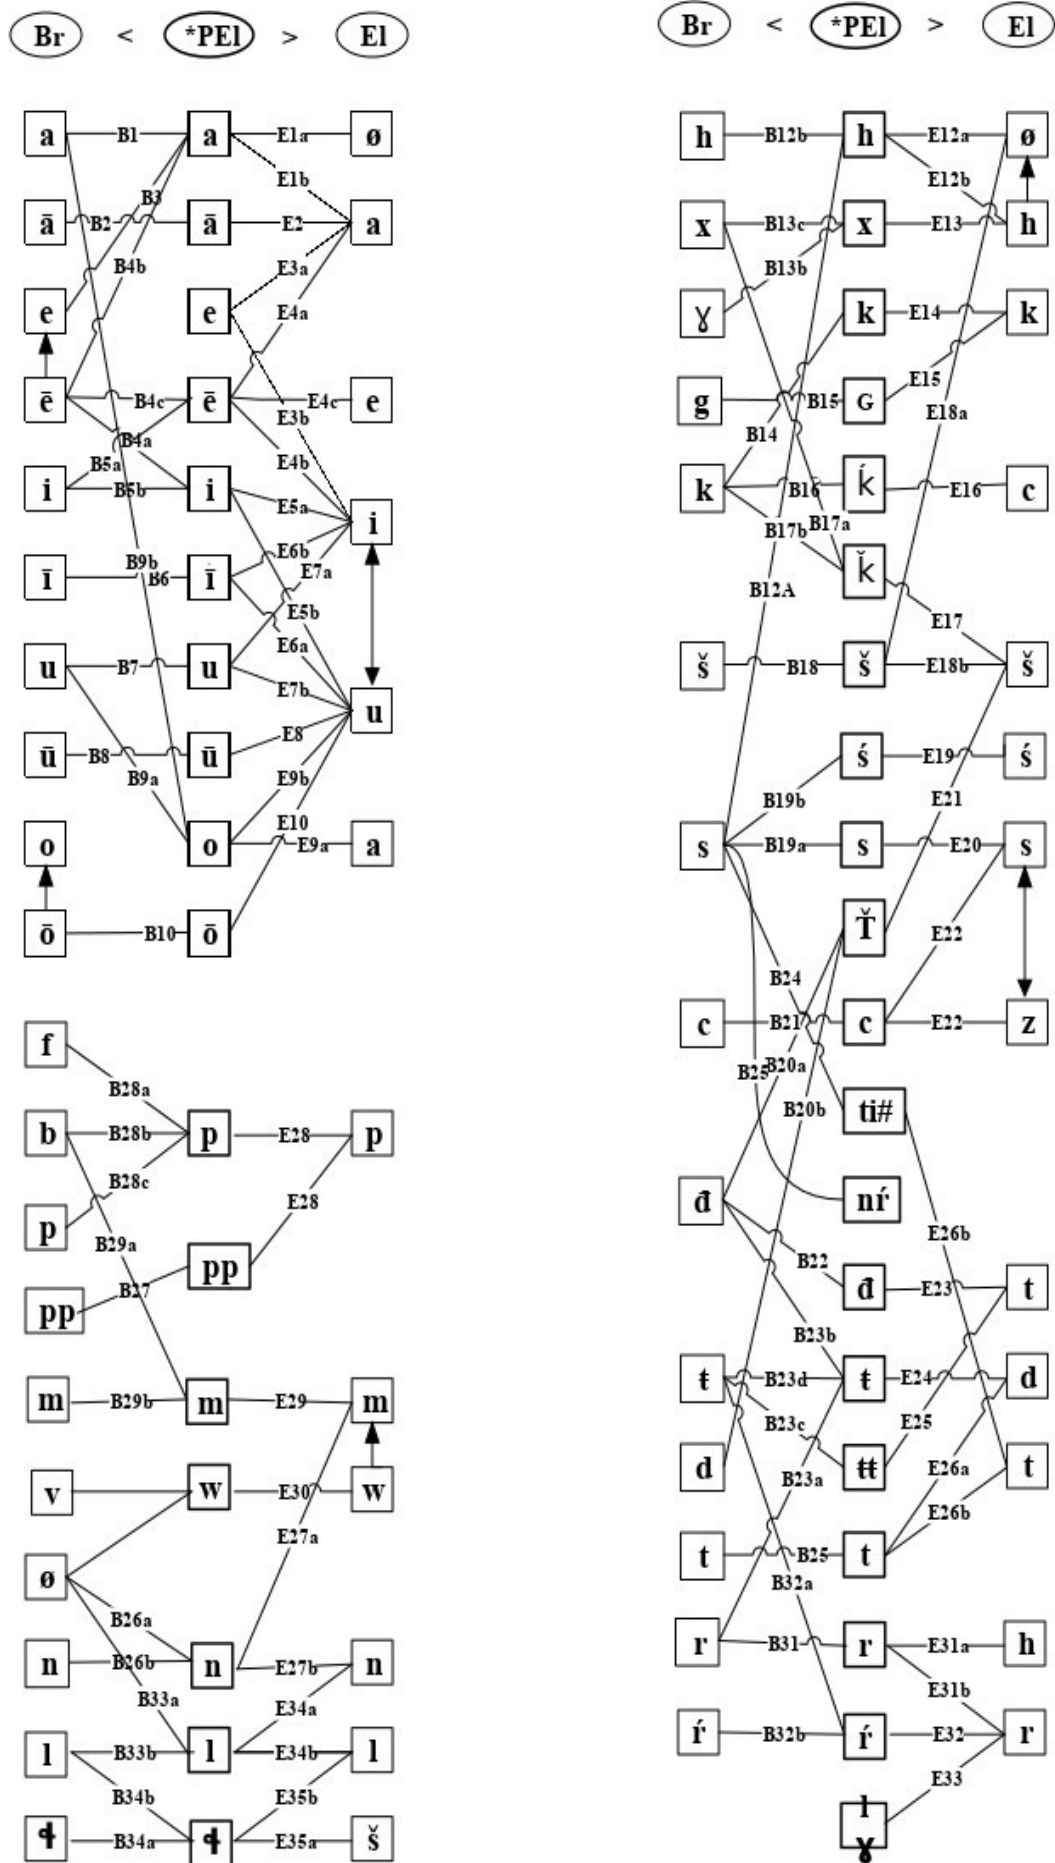 Br < *PEl > El
a B1 a E1a ø
E1b
B3
ā B2 ā E2 a
B4b E3a
e e E4a
ē B4c ē E4c e
E3b
B4a
B5a E4b
i B5b i E5a i
B9b E6b
ī B6 ī E7a
E5b
E6a
u B7 u E7b u
E8
ū B8 ū
B9a E9b
E10
o o E9a a
ō B10 ō
f
B28a
b B28b p E28 p
B28c
E28
p
B29a
pp B27 pp
m B29b m E29 m
v w E30 w
E27a
ø
B26a
n B26b n E27b n
B33a E34a
l B33b l E34b l
B34b E35b
B34a E35a š
Br < *PEl > El
h B12b h E12a ø
E12b
x B13c x E13 h
B13b
ɣ k E14 k
E15
g B15 G
E18a
B14
k B16 ḱ E16 c
B17b B17a
ǩ
B12A E17
š B18 š E18b š
ś E19 ś
B19b E21
s B19a s E20 s
Ť
E22
B24
c B21 c E22 z
B25 B20a
B20b ti#
đ nŕ
E26b
B22
đ E23 t
B23b
ŧ B23d ŧ E24 d
B23c E25
d B23a ŧŧ E26a t
E26b
t B25 t
B32a
r B31 r E31a h
E31b
ŕ B32b ŕ E32 r
E33
l
ɣ